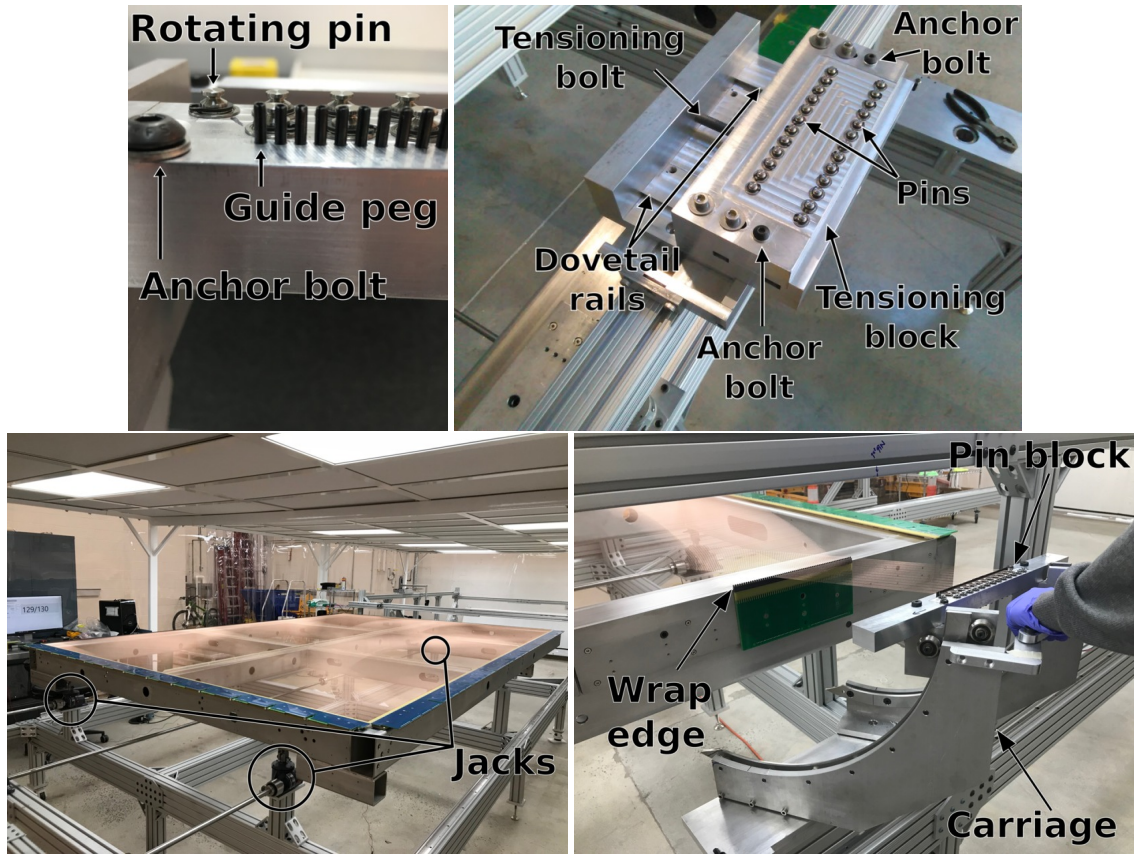 Rotating pin
Guide peg
Anchor bolt
Tensioning
bolt
Anchor
bolt
Pins
Dovetail
rails
Tensioning
block
Anchor
bolt
129/130
Jacks
Pin block
Wrap
edge
Carriage